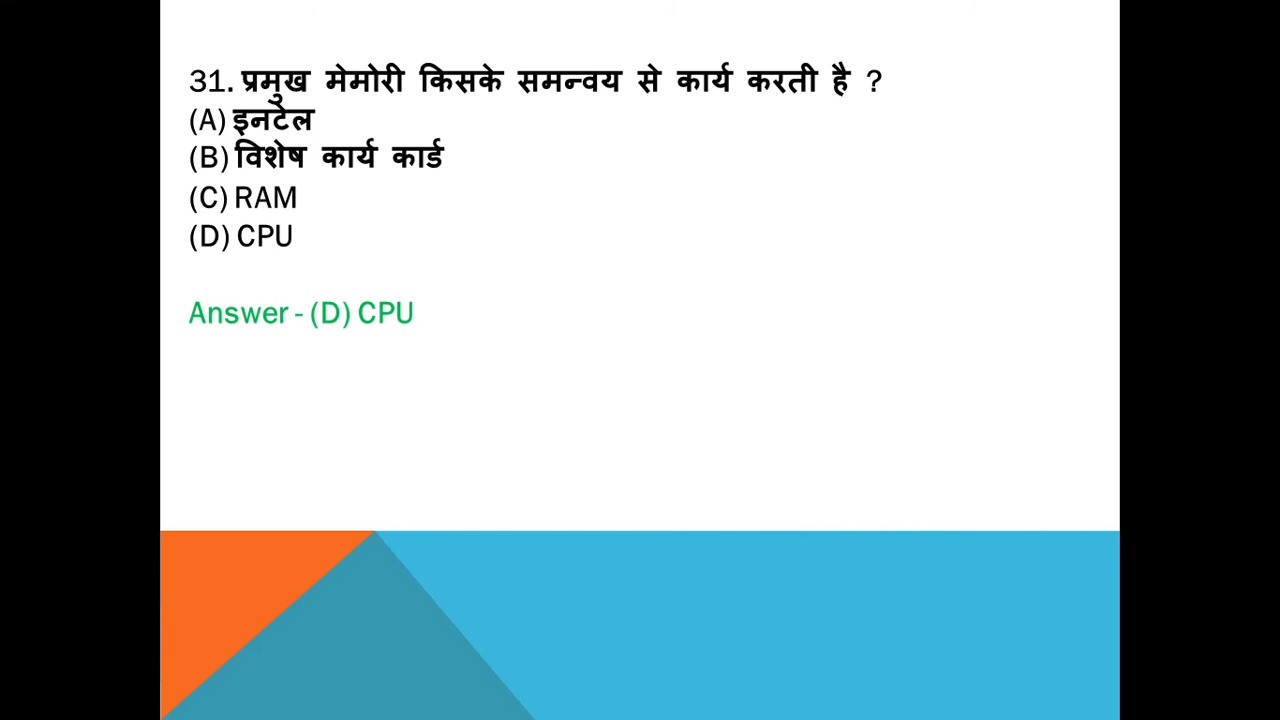 31. प्रमुख मेमोरी किसके समन्वय से कार्य करती है ?
(A) इनटेल
(B) विशेष कार्य कार्ड
(C) RAM
(D) CPU
Answer - (D) CPU